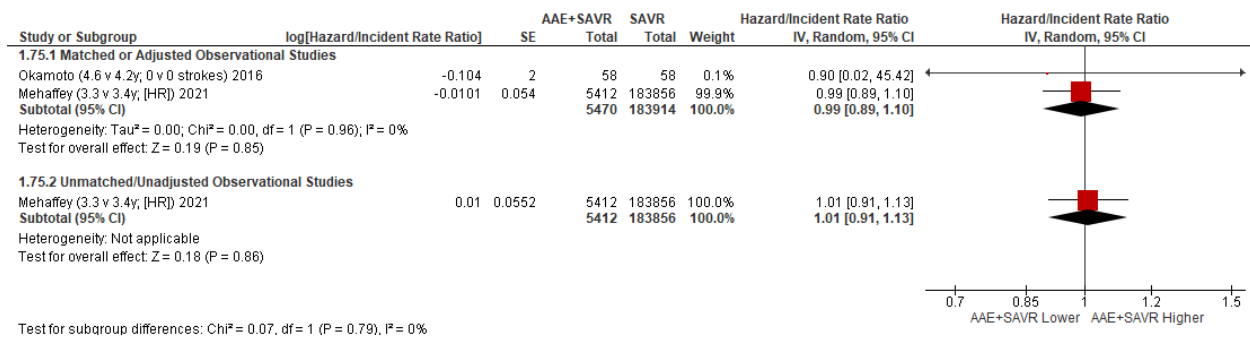 AAE+SAVR SAVR Hazard/Incident Rate Ratio Hazard/Incident Rate Ratio
Study or Subgroup log[Hazard/Incident Rate Ratio] SE Total Total Weight IV, Random, 95% CI IV, Random, 95% CI
1.75.1 Matched or Adjusted Observational Studies
Okamoto (4.6 v 4.2y; 0 v 0 strokes) 2016 -0.104 2 58 58 0.1% 0.90 [0.02, 45.42]
Mehaffey (3.3 v 3.4y; [HR]) 2021 -0.0101 0.054 5412 183856 99.9% 0.99 [0.89, 1.10]
Subtotal (95% CI) 5470 183914 100.0% 0.99 [0.89, 1.10]
Heterogeneity: Tau² = 0.00; Chi² = 0.00, df = 1 (P = 0.96); I² = 0%
Test for overall effect: Z = 0.19 (P = 0.85)
1.75.2 Unmatched/Unadjusted Observational Studies
Mehaffey (3.3 v 3.4y; [HR]) 2021 0.01 0.0552 5412 183856 100.0% 1.01 [0.91, 1.13]
Subtotal (95% CI) 5412 183856 100.0% 1.01 [0.91, 1.13]
Heterogeneity: Not applicable
Test for overall effect: Z = 0.18 (P = 0.86)
0.7 0.85 1 1.2 1.5
AAE+SAVR Lower AAE+SAVR Higher
Test for subgroup differences: Chi² = 0.07, df = 1 (P = 0.79), I² = 0%